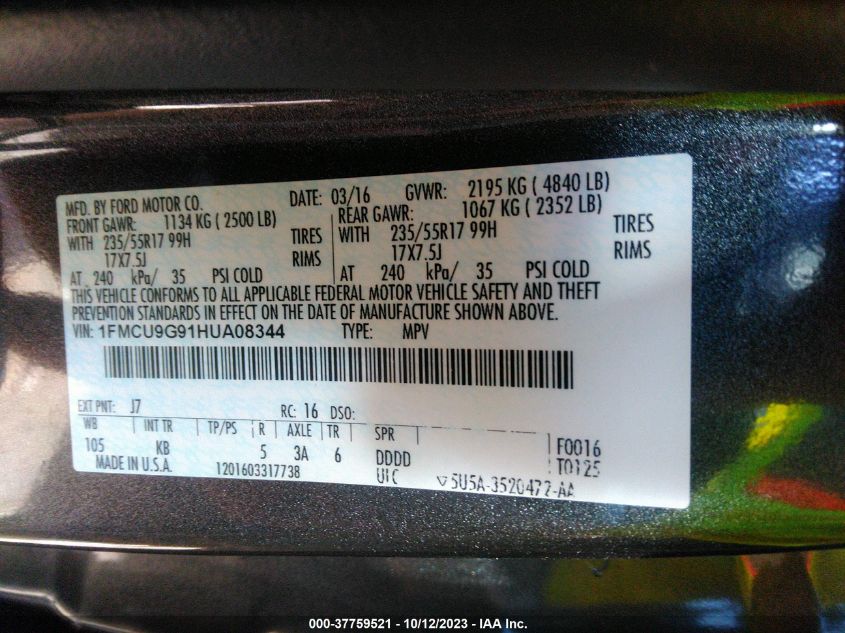 MFD. BY FORD MOTOR CO. DATE: 03/16 GVWR: 2195 KG ( 4840 LB)
FRONT GAWR: 1134 KG ( 2500 LB) REAR GAWR: 1067 KG ( 2352 LB)
WITH 235/55R17 99H TIRES WITH 235/55R17 99H TIRES
17X7.5J RIMS 17X7.5J RIMS
AT 240 kPa/ 35 PSI COLD AT 240 kPa/ 35 PSI COLD
THIS VEHICLE CONFORMS TO ALL APPLICABLE FEDERAL MOTOR VEHICLE SAFETY AND THEFT
PREVENTION STANDARDS IN EFFECT ON THE DATE OF MANUFACTURE SHOWN ABOVE.
VIN: 1FMCU9G91HUA08344 TYPE: MPV
EXT PNT: J7 RC: 16 DSO:
WB INT TR TP/PS R AXLE TR SPR
105 KB 5 3A 6 DDDD F0016
MADE IN U.S.A. 1201603317738 UIC T0125
5U5A-3520472-AA
000-37759521 - 10/12/2023 - IAA Inc.